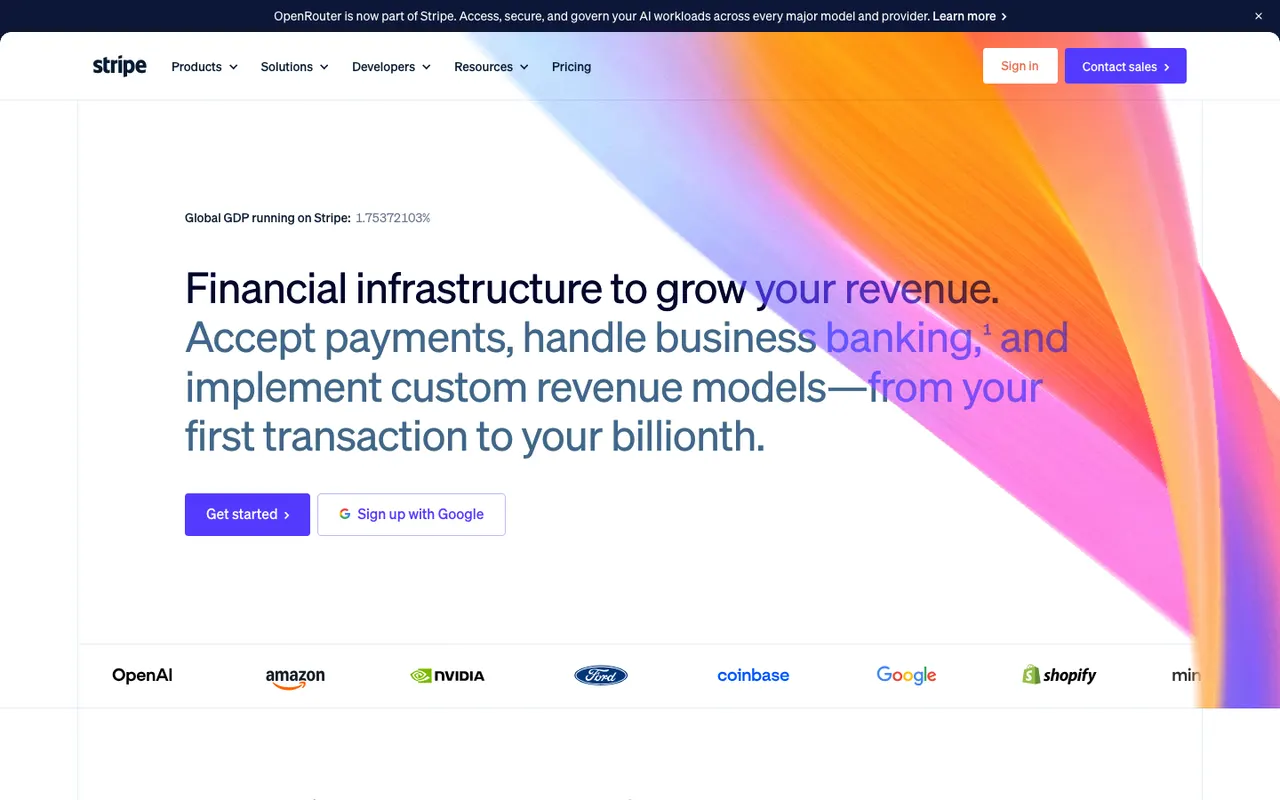 OpenRouter is now part of Stripe. Access, secure, and govern your AI workloads across every major model and provider. Learn more
stripe Products Solutions Developers Resources Pricing Sign in Contact sales
Global GDP running on Stripe: 1.75372103%
Financial infrastructure to grow your revenue.
Accept payments, handle business banking,¹ and
implement custom revenue models—from your
first transaction to your billionth.
Get started Sign up with Google
OpenAI amazon NVIDIA Ford coinbase Google shopify min